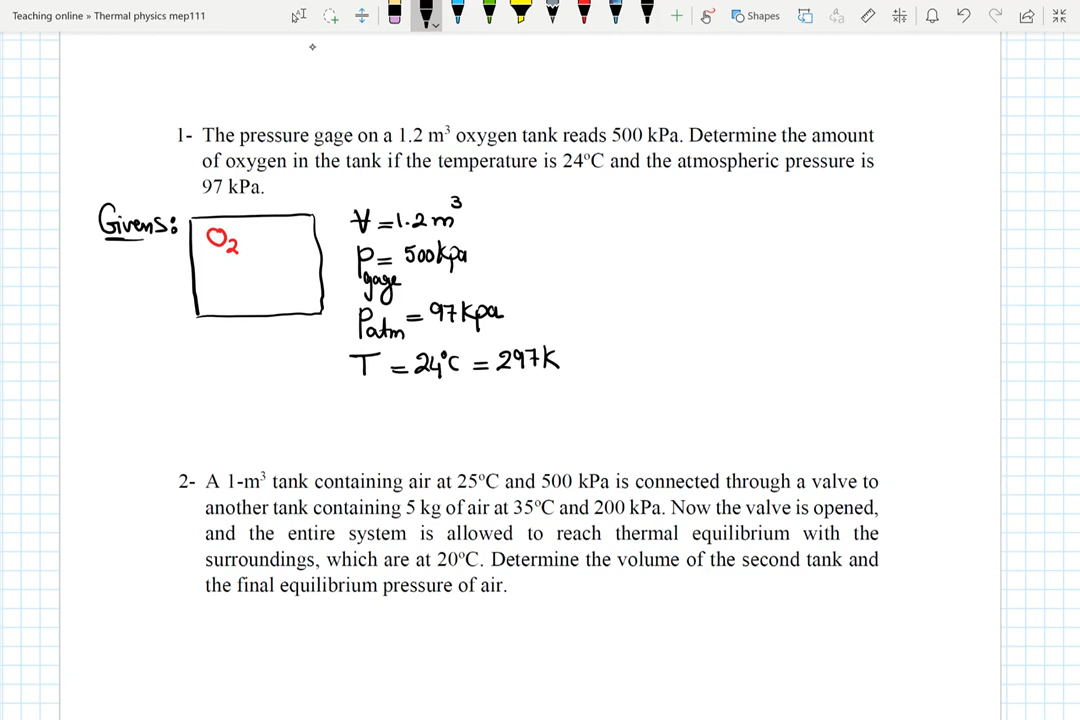 Teaching online » Thermal physics mep111
Shapes
1- The pressure gage on a 1.2 m³ oxygen tank reads 500 kPa. Determine the amount
of oxygen in the tank if the temperature is 24ºC and the atmospheric pressure is
97 kPa.
Givens:
O₂
V = 1.2 m³
P gage = 500 kpa
Patm = 97 kpa
T = 24°C = 297K
2- A 1-m³ tank containing air at 25ºC and 500 kPa is connected through a valve to
another tank containing 5 kg of air at 35ºC and 200 kPa. Now the valve is opened,
and the entire system is allowed to reach thermal equilibrium with the
surroundings, which are at 20ºC. Determine the volume of the second tank and
the final equilibrium pressure of air.